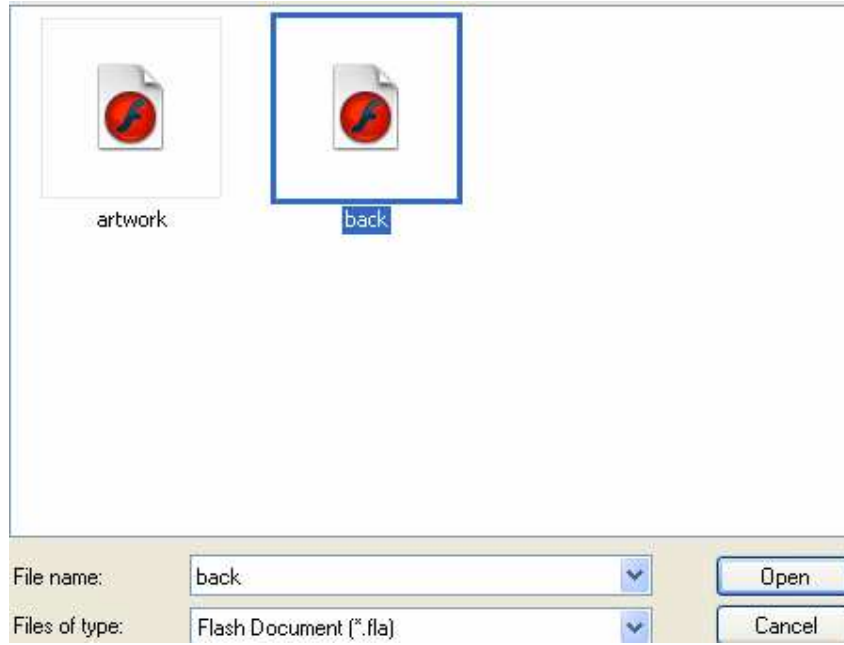 artwork
back
File name:
back
Open
Files of type:
Flash Document (*.fla)
Cancel